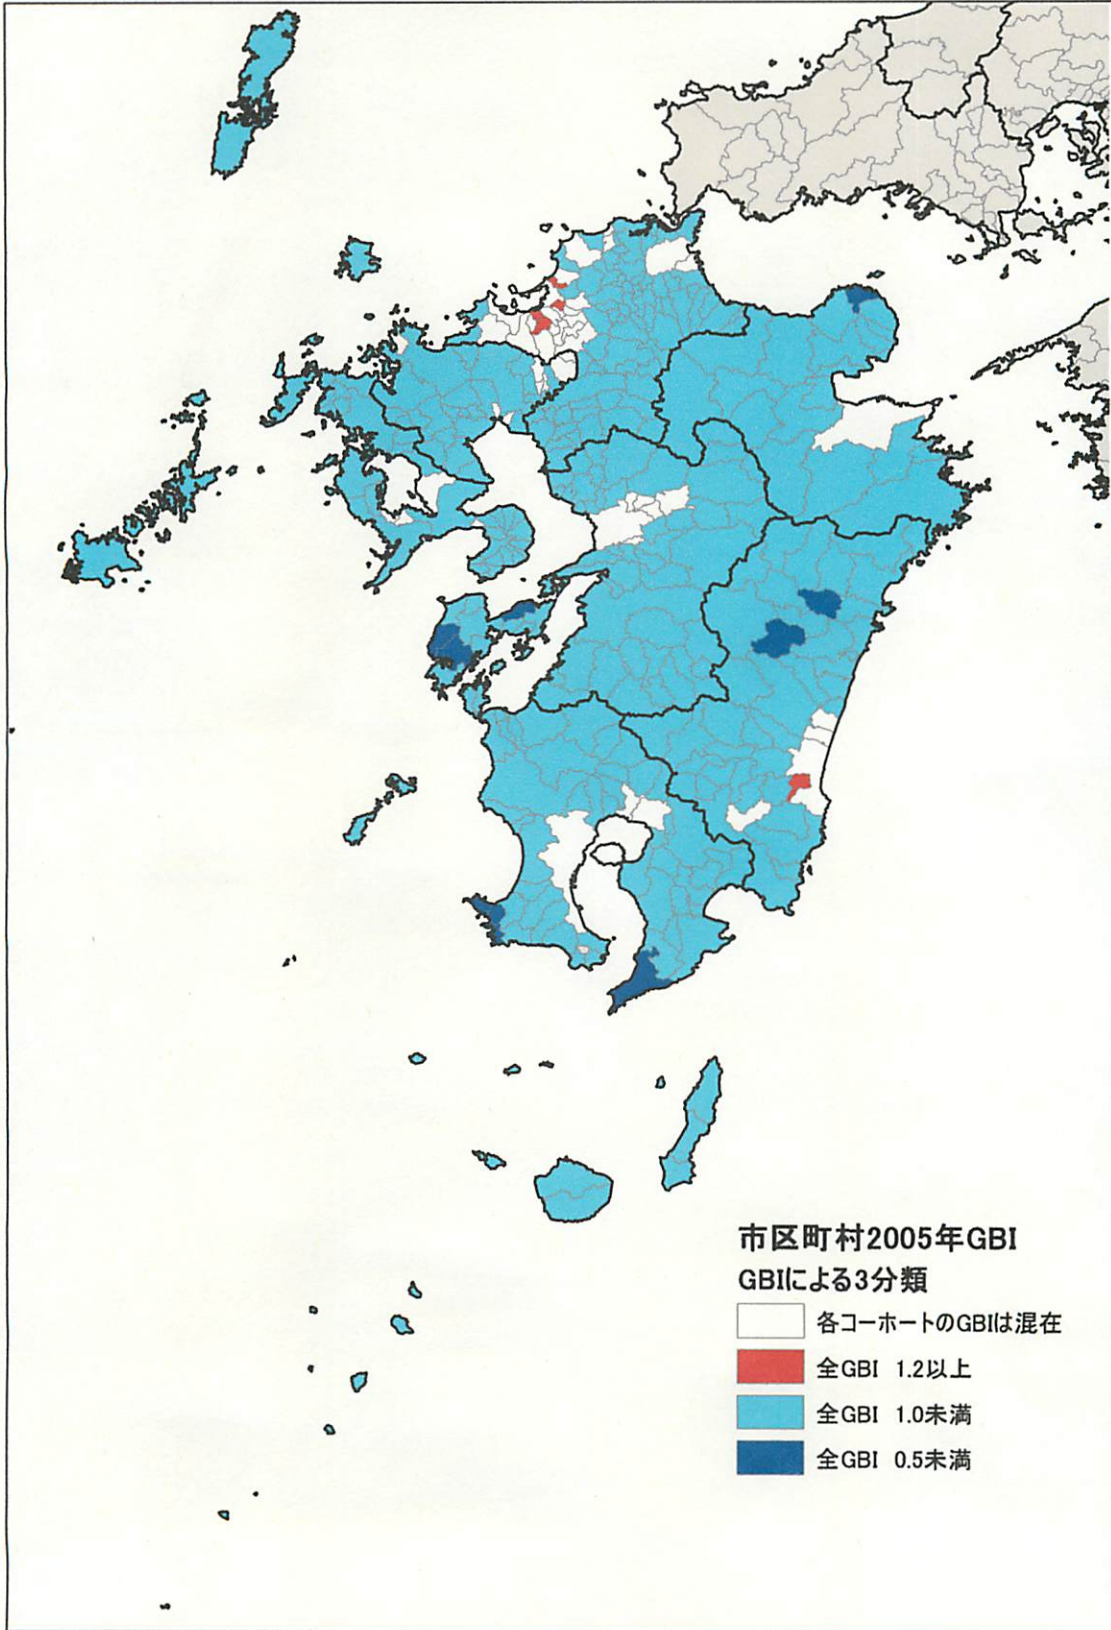 市区町村2005年GBI
GBIによる3分類
各コーホートのGBIは混在
全GBI 1.2以上
全GBI 1.0未満
全GBI 0.5未満